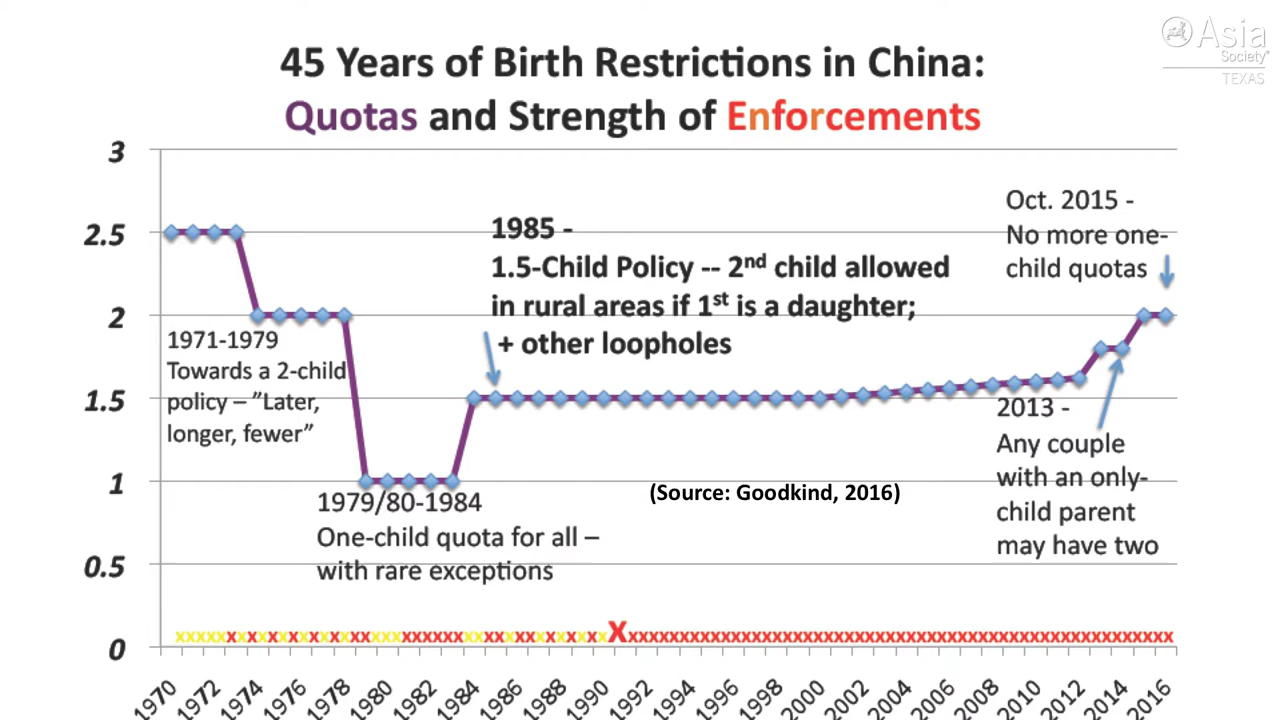 Asia
Society
TEXAS
45 Years of Birth Restrictions in China:
Quotas and Strength of Enforcements
3
2.5
2
1.5
1
0.5
0
1971-1979
Towards a 2-child
policy – ”Later,
longer, fewer”
1979/80-1984
One-child quota for all –
with rare exceptions
1985 -
1.5-Child Policy -- 2nd child allowed
in rural areas if 1st is a daughter;
+ other loopholes
(Source: Goodkind, 2016)
Oct. 2015 -
No more one-
child quotas
2013 -
Any couple
with an only-
child parent
may have two
xxxxxxxxxxxxxxxxxxxxxxxxxxxxxxxxxxxxxxxxXxxxxxxxxxxxxxxxxxxxxxxxxxxxxxxxxxxxxxxxxxxxxxxxxxxx
1970 1972 1974 1976 1978 1980 1982 1984 1986 1988 1990 1992 1994 1996 1998 2000 2002 2004 2006 2008 2010 2012 2014 2016